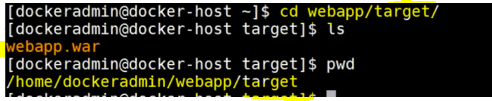 [dockeradmin@docker-host ~]$ cd webapp/target/
[dockeradmin@docker-host target]$ ls
webapp.war
[dockeradmin@docker-host target]$ pwd
/home/dockeradmin/webapp/target
[dockeradmin@docker-host target]$